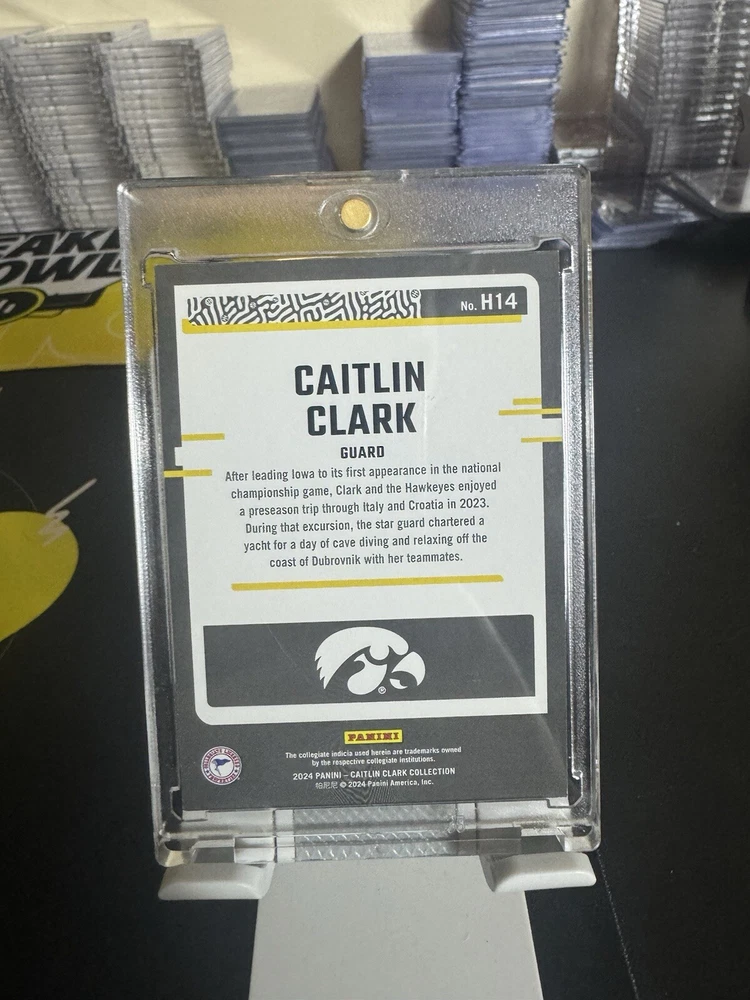 No. H14
CAITLIN
CLARK
GUARD
After leading Iowa to its first appearance in the national
championship game, Clark and the Hawkeyes enjoyed
a preseason trip through Italy and Croatia in 2023.
During that excursion, the star guard chartered a
yacht for a day of cave diving and relaxing off the
coast of Dubrovnik with her teammates.
®
PANINI
The collegiate indicia used herein are trademarks owned
by the respective collegiate institutions.
2024 PANINI – CAITLIN CLARK COLLECTION
帕尼尼 © 2024 Panini America, Inc.